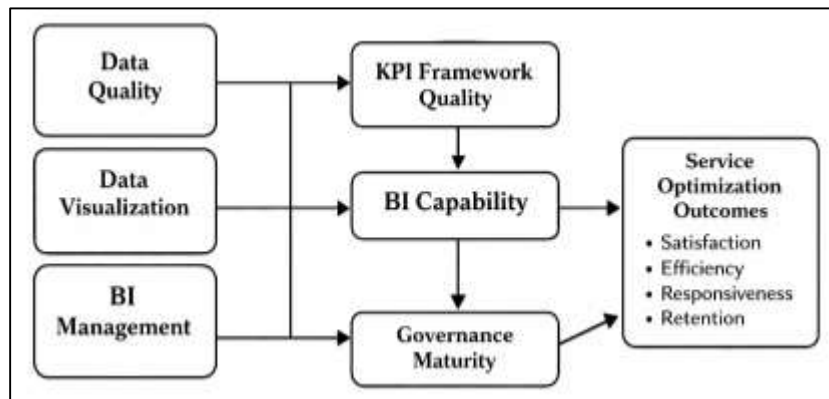 Data
Quality
Data
Visualization
BI
Management
KPI Framework
Quality
BI Capability
Governance
Maturity
Service
Optimization
Outcomes
• Satisfaction
• Efficiency
• Responsiveness
• Retention